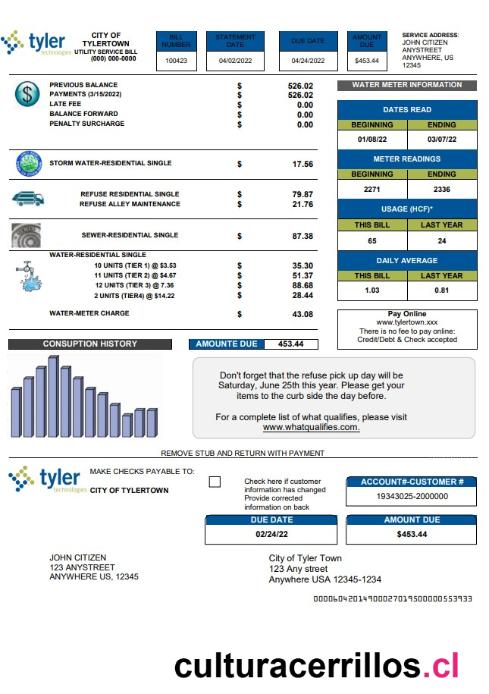 tyler
technologies
CITY OF
TYLERTOWN
UTILITY SERVICE BILL
(000) 000-0000
BILL
NUMBER
100423
STATEMENT
DATE
04/02/2022
DUE DATE
04/24/2022
AMOUNT
DUE
$453.44
SERVICE ADDRESS:
JOHN CITIZEN
ANYSTREET
ANYWHERE, US
12345
PREVIOUS BALANCE $ 526.02
PAYMENTS (3/15/2022) $ 526.02
LATE FEE $ 0.00
BALANCE FORWARD $ 0.00
PENALTY SURCHARGE $ 0.00
STORM WATER-RESIDENTIAL SINGLE $ 17.56
REFUSE RESIDENTIAL SINGLE $ 79.87
REFUSE ALLEY MAINTENANCE $ 21.76
SEWER-RESIDENTIAL SINGLE $ 87.38
WATER-RESIDENTIAL SINGLE
10 UNITS (TIER 1) @ $3.53 $ 35.30
11 UNITS (TIER 2) @ $4.67 $ 51.37
12 UNITS (TIER 3) @ 7.36 $ 88.68
2 UNITS (TIER4) @ $14.22 $ 28.44
WATER-METER CHARGE $ 43.08
WATER METER INFORMATION
DATES READ
BEGINNING ENDING
01/08/22 03/07/22
METER READINGS
BEGINNING ENDING
2271 2336
USAGE (HCF)*
THIS BILL LAST YEAR
65 24
DAILY AVERAGE
THIS BILL LAST YEAR
1.03 0.81
Pay Online
www.tylertown.xxx
There is no fee to pay online:
Credit/Debt & Check accepted
CONSUPTION HISTORY
AMOUNTE DUE 453.44
Don't forget that the refuse pick up day will be
Saturday, June 25th this year. Please get your
items to the curb side the day before.
For a complete list of what qualifies, please visit
www.whatqualifies.com.
REMOVE STUB AND RETURN WITH PAYMENT
tyler
technologies
MAKE CHECKS PAYABLE TO:
CITY OF TYLERTOWN
Check here if customer
information has changed
Provide corrected
information on back
ACCOUNT#-CUSTOMER #
19343025-2000000
DUE DATE
02/24/22
AMOUNT DUE
$453.44
JOHN CITIZEN
123 ANYSTREET
ANYWHERE US, 12345
City of Tyler Town
123 Any street
Anywhere USA 12345-1234
culturacerrillos.cl